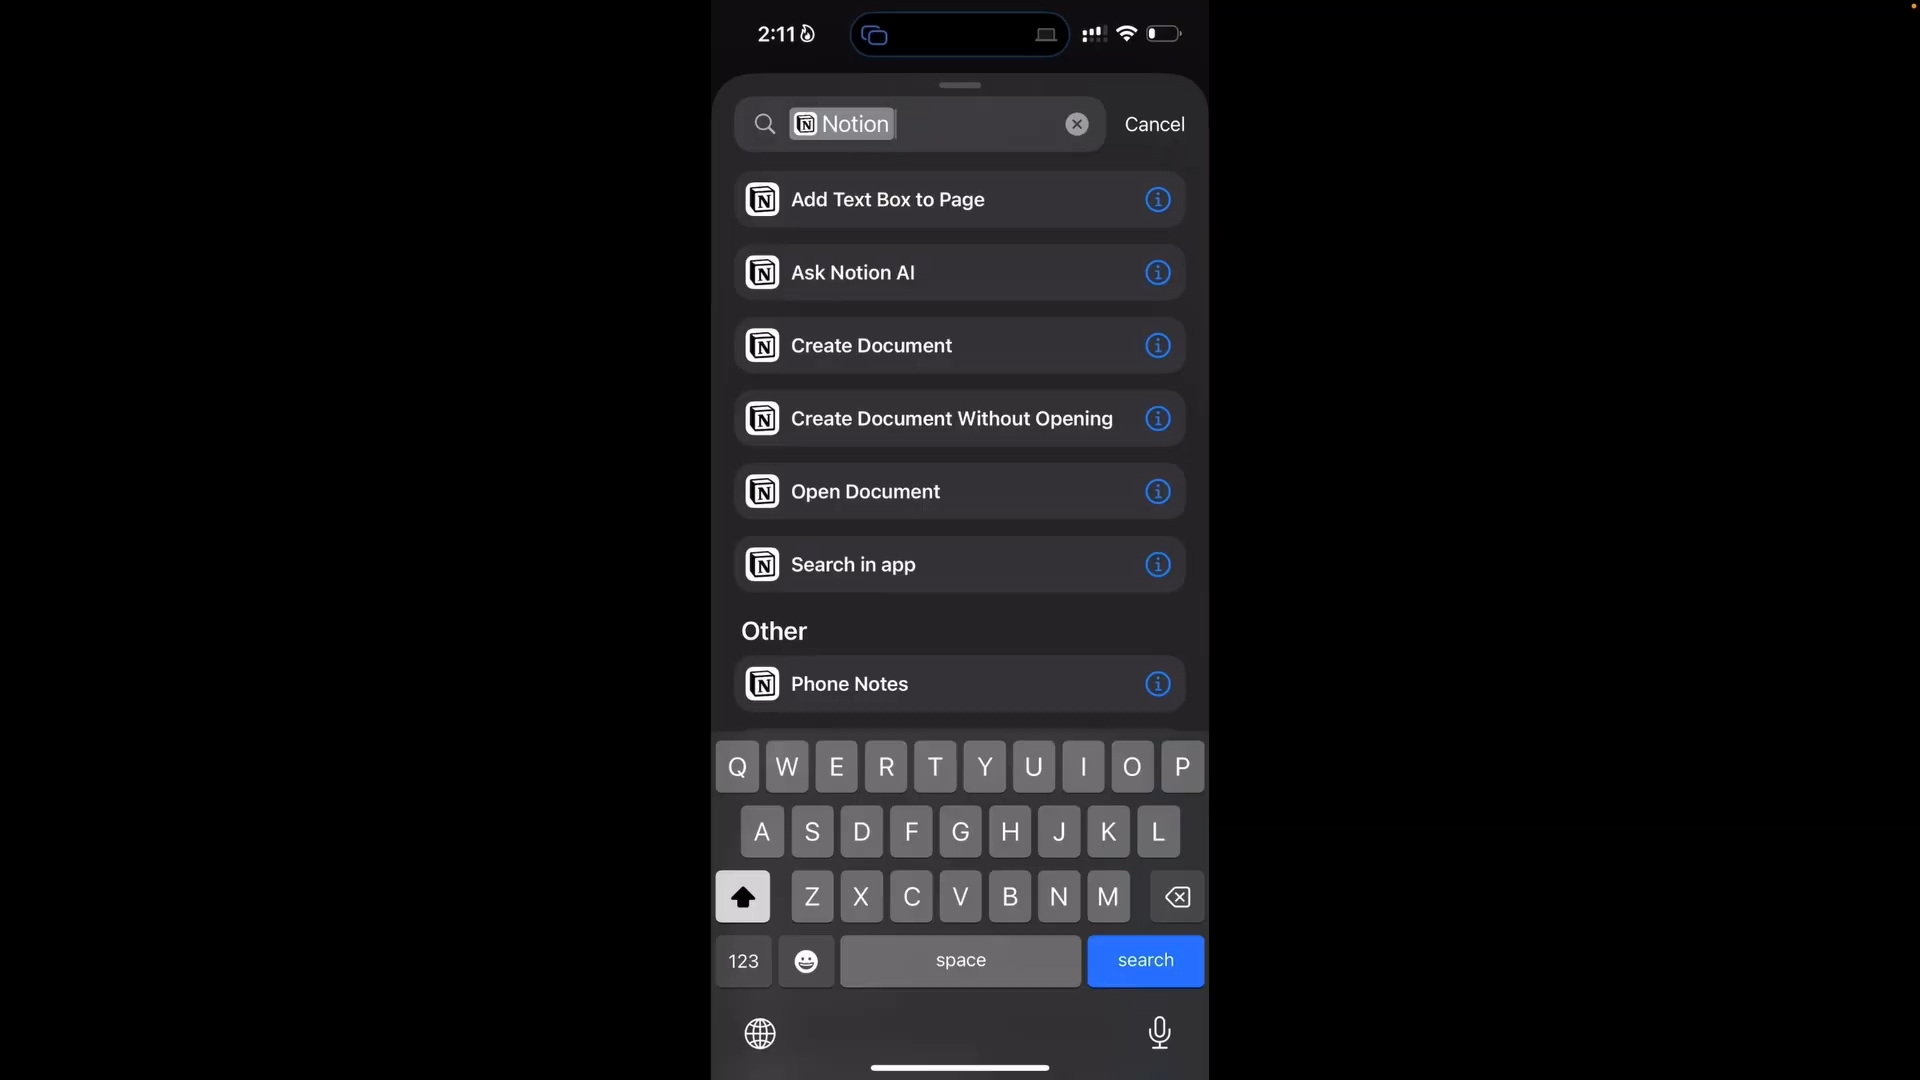 2:11
Notion
Cancel
Add Text Box to Page
Ask Notion AI
Create Document
Create Document Without Opening
Open Document
Search in app
Other
Phone Notes
Q W E R T Y U I O P
A S D F G H J K L
Z X C V B N M
123 space search